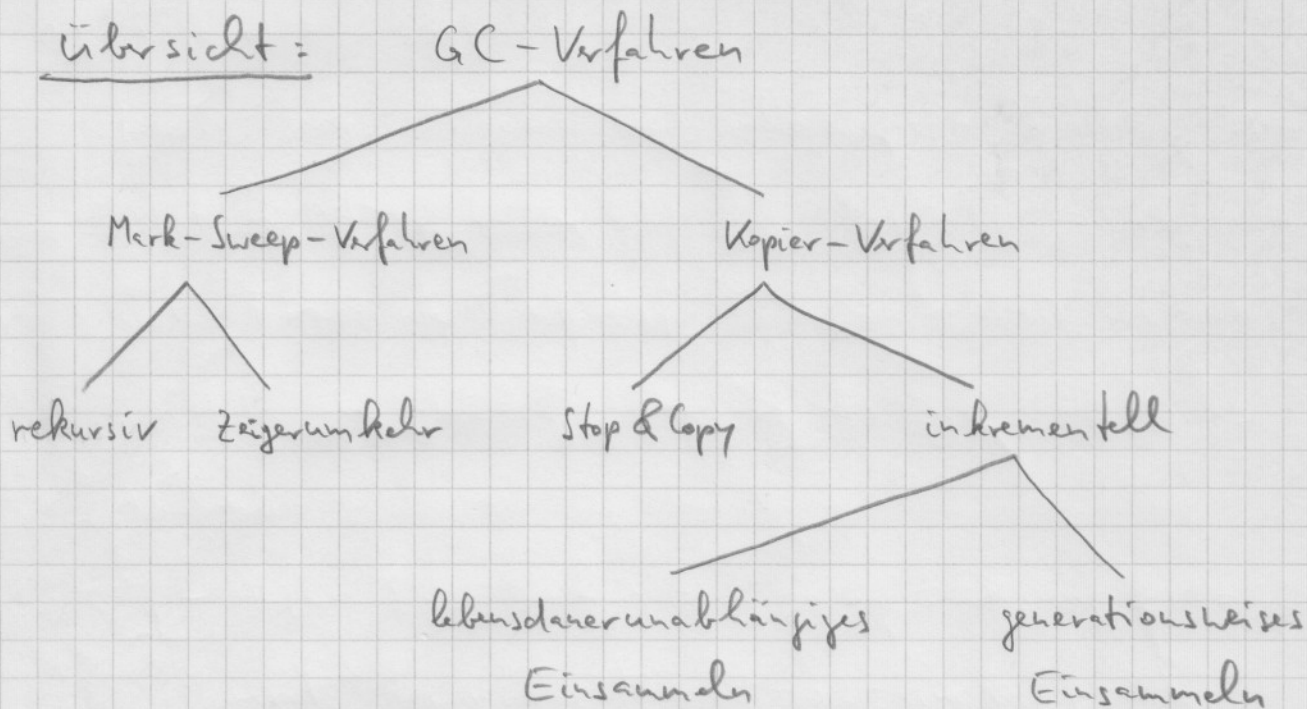 Übersicht: GC-Verfahren
Mark-Sweep-Verfahren Kopier-Verfahren
rekursiv Zeigerumkehr Stop & Copy inkrementell
lebensdauerunabhängiges generationsweises
Einsammeln Einsammeln